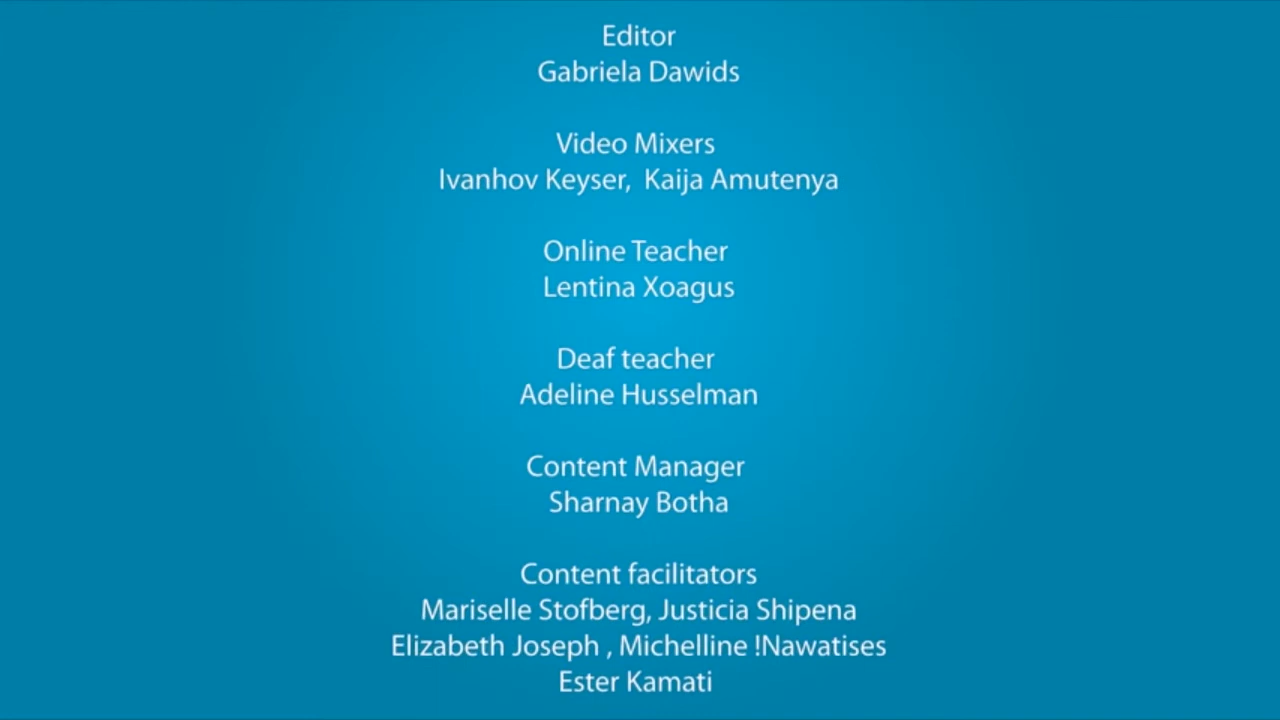 Editor
Gabriela Dawids
Video Mixers
Ivanhov Keyser,  Kaija Amutenya
Online Teacher
Lentina Xoagus
Deaf teacher
Adeline Husselman
Content Manager
Sharnay Botha
Content facilitators
Mariselle Stofberg, Justicia Shipena
Elizabeth Joseph , Michelline !Nawatises
Ester Kamati